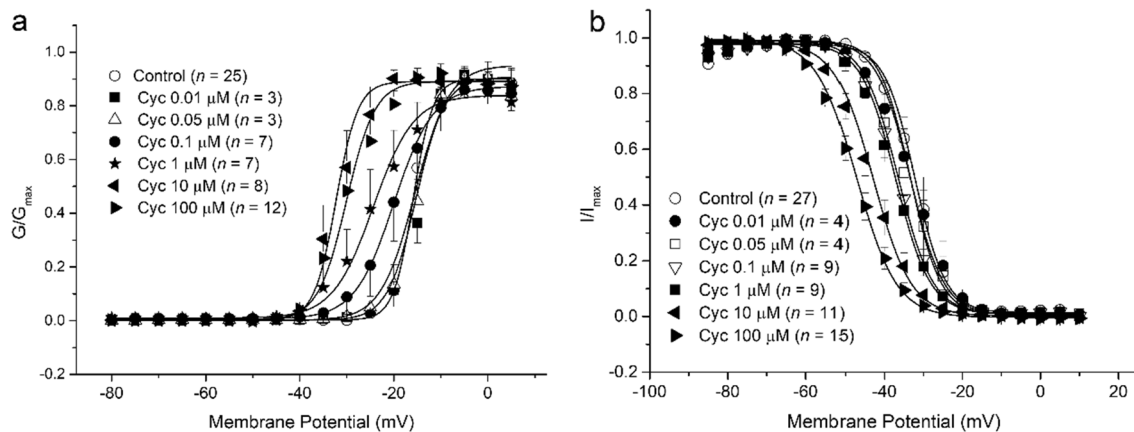 a
1.0
0.8
0.6
0.4
0.2
0.0
-0.2
G/Gmax
Control (n = 25)
Cyc 0.01 μM (n = 3)
Cyc 0.05 μM (n = 3)
Cyc 0.1 μM (n = 7)
Cyc 1 μM (n = 7)
Cyc 10 μM (n = 8)
Cyc 100 μM (n = 12)
-80 -60 -40 -20 0
Membrane Potential (mV)
b
1.0
0.8
0.6
0.4
0.2
0.0
-0.2
I/Imax
Control (n = 27)
Cyc 0.01 μM (n = 4)
Cyc 0.05 μM (n = 4)
Cyc 0.1 μM (n = 9)
Cyc 1 μM (n = 9)
Cyc 10 μM (n = 11)
Cyc 100 μM (n = 15)
-100 -80 -60 -40 -20 0 20
Membrane Potential (mV)